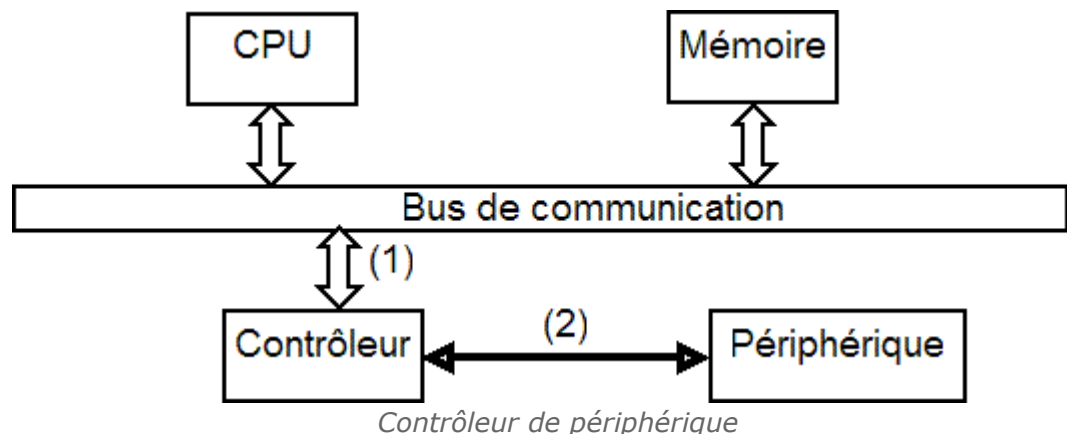 CPU
Mémoire
Bus de communication
(1)
(2)
Contrôleur
Périphérique
Contrôleur de périphérique